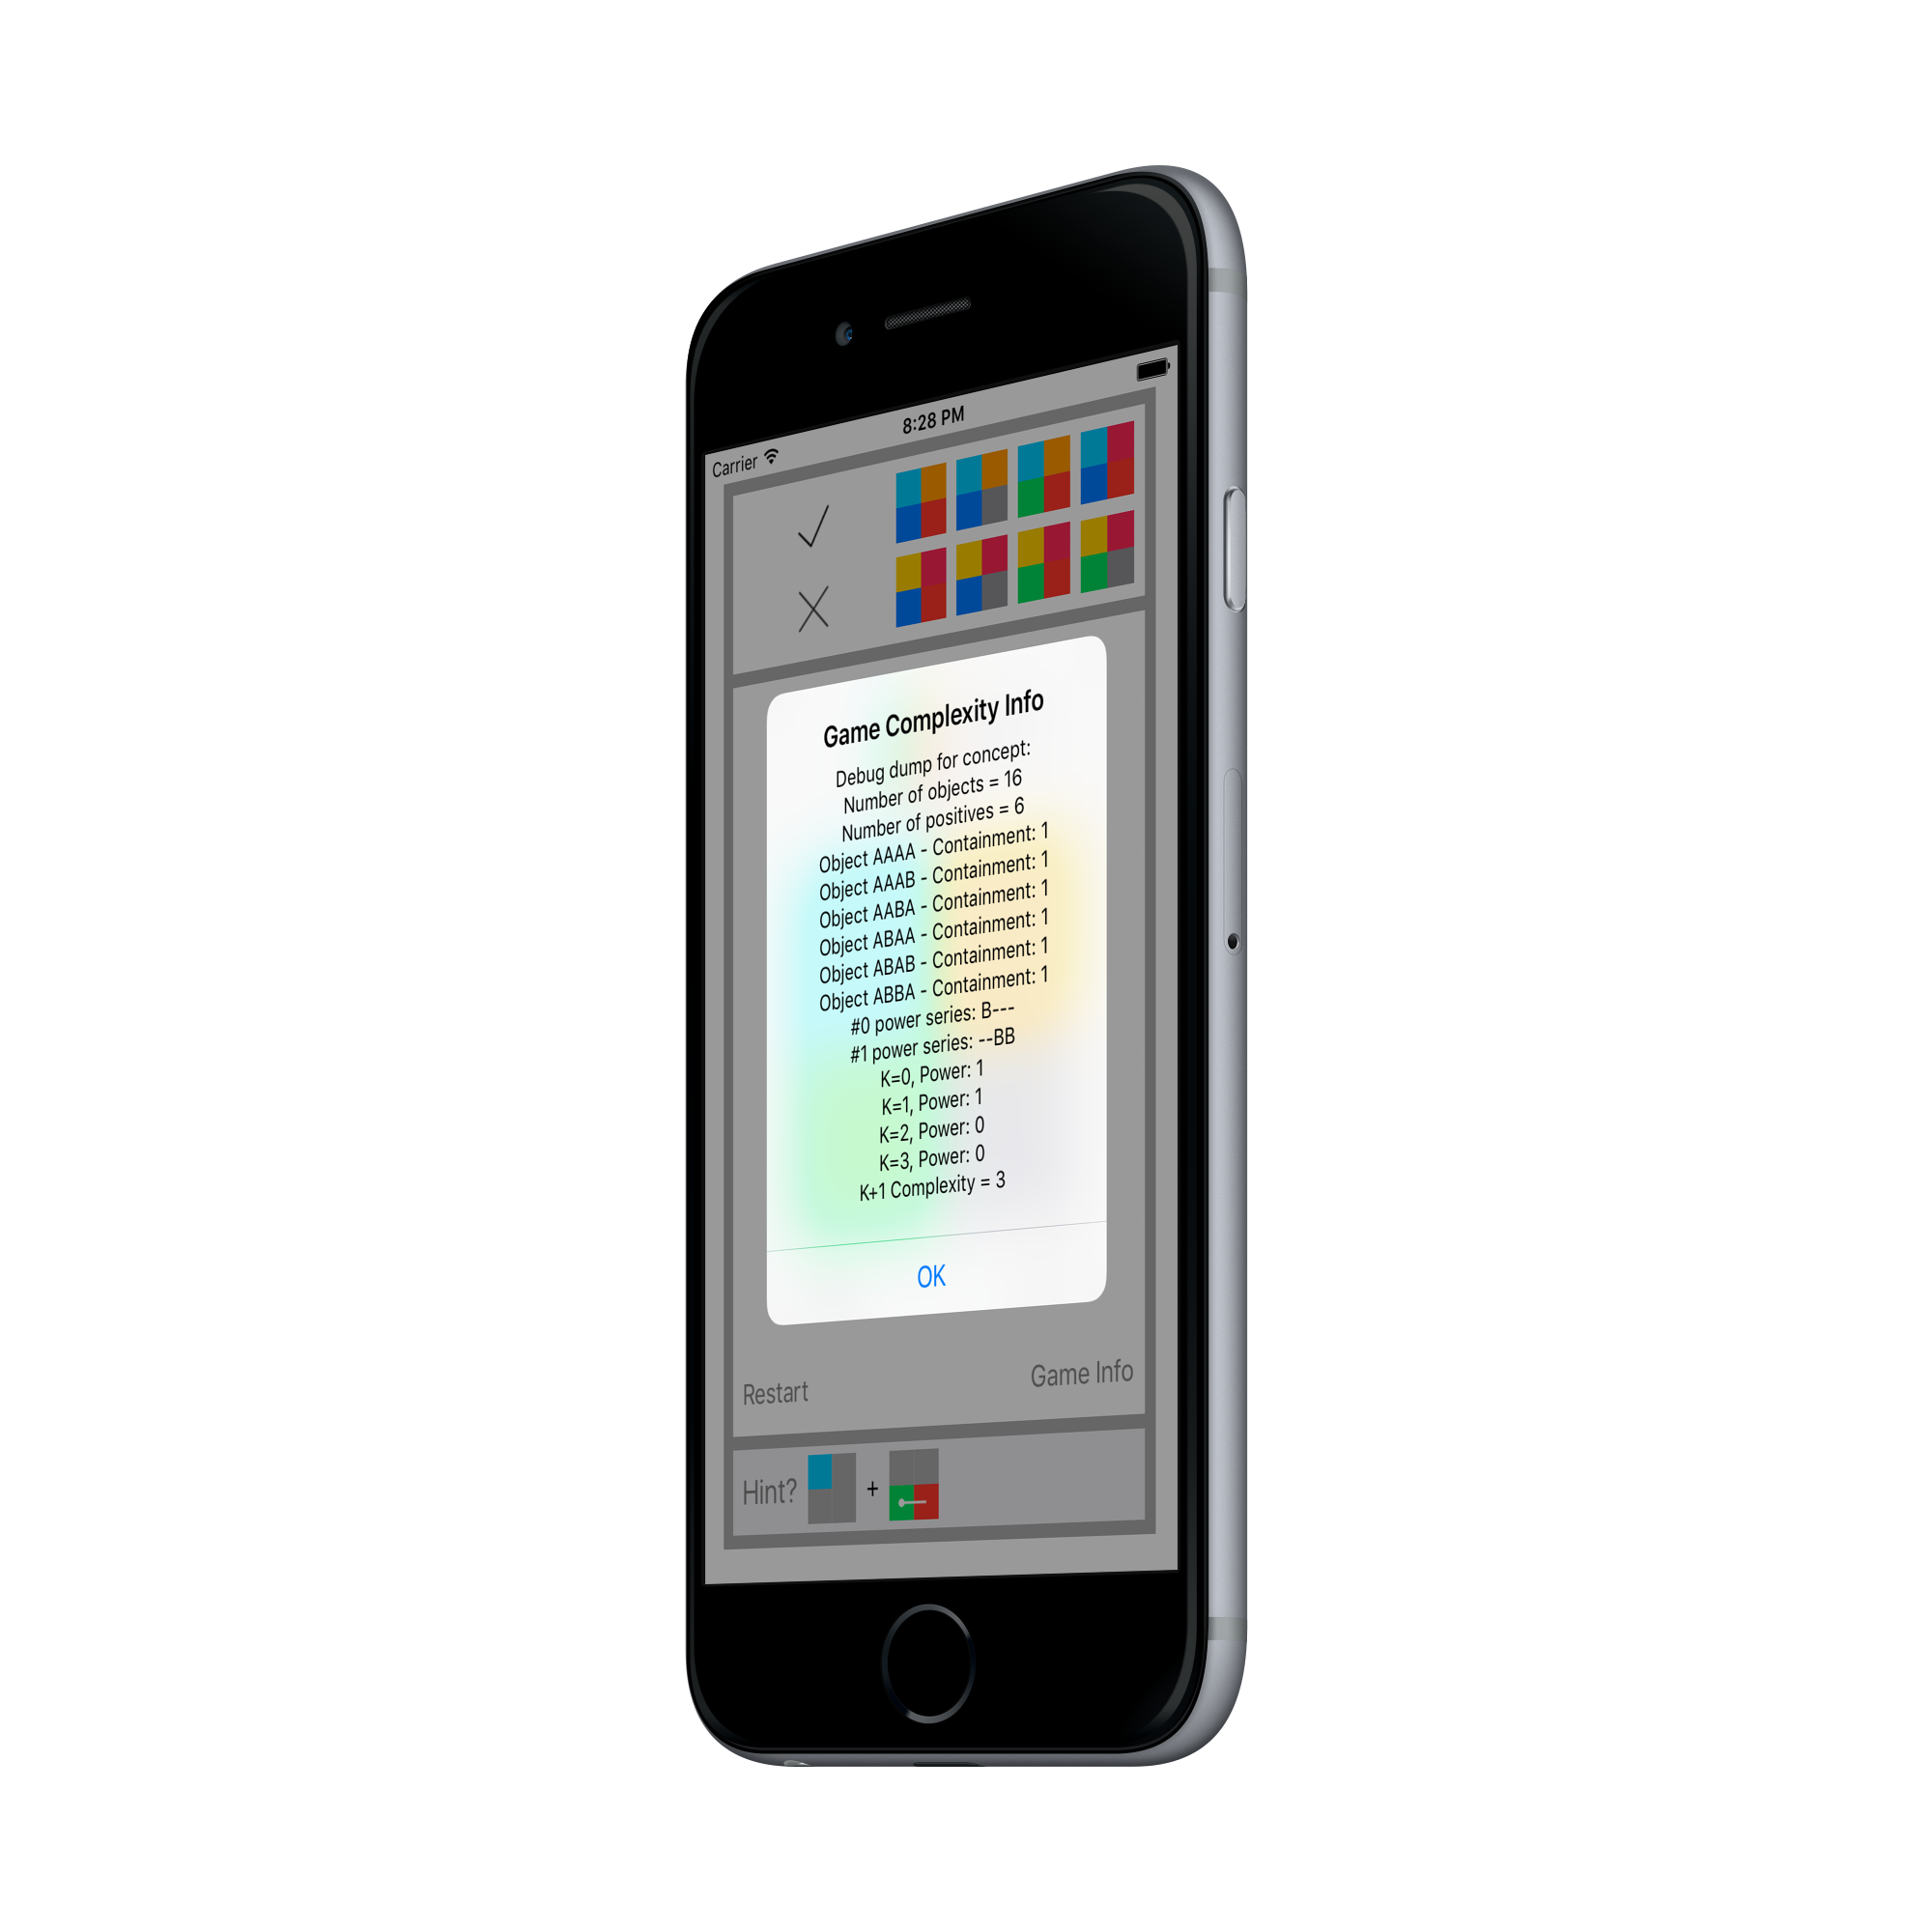 Carrier
8:28 PM
Game Complexity Info
Debug dump for concept:
Number of objects = 16
Number of positives = 6
Object AAAA - Containment: 1
Object AAAB - Containment: 1
Object AABA - Containment: 1
Object ABAA - Containment: 1
Object ABAB - Containment: 1
Object ABBA - Containment: 1
#0 power series: B---
#1 power series: --BB
K=0, Power: 1
K=1, Power: 1
K=2, Power: 0
K=3, Power: 0
K+1 Complexity = 3
OK
Restart
Game Info
Hint?
+